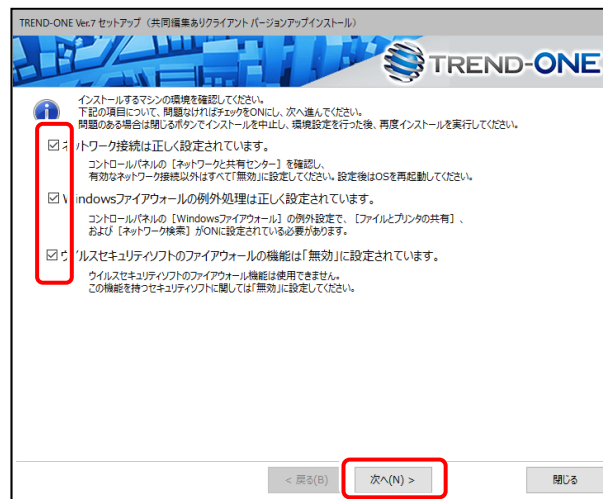 TREND-ONE Ver.7 セットアップ（共同編集ありクライアント バージョンアップインストール）
TREND-ONE
インストールするマシンの環境を確認してください。
下記の項目について、問題なければチェックをONにし、次へ進んでください。
問題のある場合は閉じるボタンでインストールを中止し、環境設定を行った後、再度インストールを実行してください。
ネットワーク接続は正しく設定されています。
コントロールパネルの［ネットワークと共有センター］を確認し、
有効なネットワーク接続以外はすべて「無効」に設定してください。設定後はOSを再起動してください。
Windowsファイアウォールの例外処理は正しく設定されています。
コントロールパネルの［Windowsファイアウォール］の例外設定で、［ファイルとプリンタの共有］、
および［ネットワーク検索］がONに設定されている必要があります。
ウイルスセキュリティソフトのファイアウォールの機能は「無効」に設定されています。
ウイルスセキュリティソフトのファイアウォール機能は使用できません。
この機能を持つセキュリティソフトに関しては「無効」に設定してください。
< 戻る(B) 次へ(N) > 閉じる